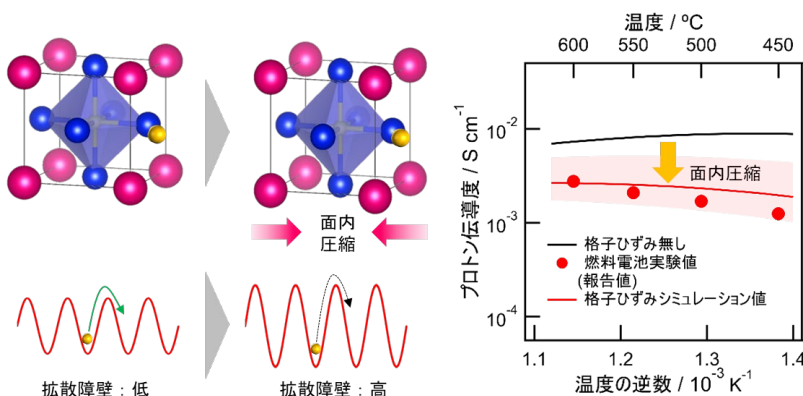 面内
圧縮
拡散障壁：低
拡散障壁：高
温度 / ºC
600
550
500
450
プロトン伝導度 / S cm⁻¹
10⁻²
10⁻³
10⁻⁴
面内圧縮
格子ひずみ無し
燃料電池実験値
(報告値)
格子ひずみシミュレーション値
1.1
1.2
1.3
1.4
温度の逆数 / 10⁻³ K⁻¹